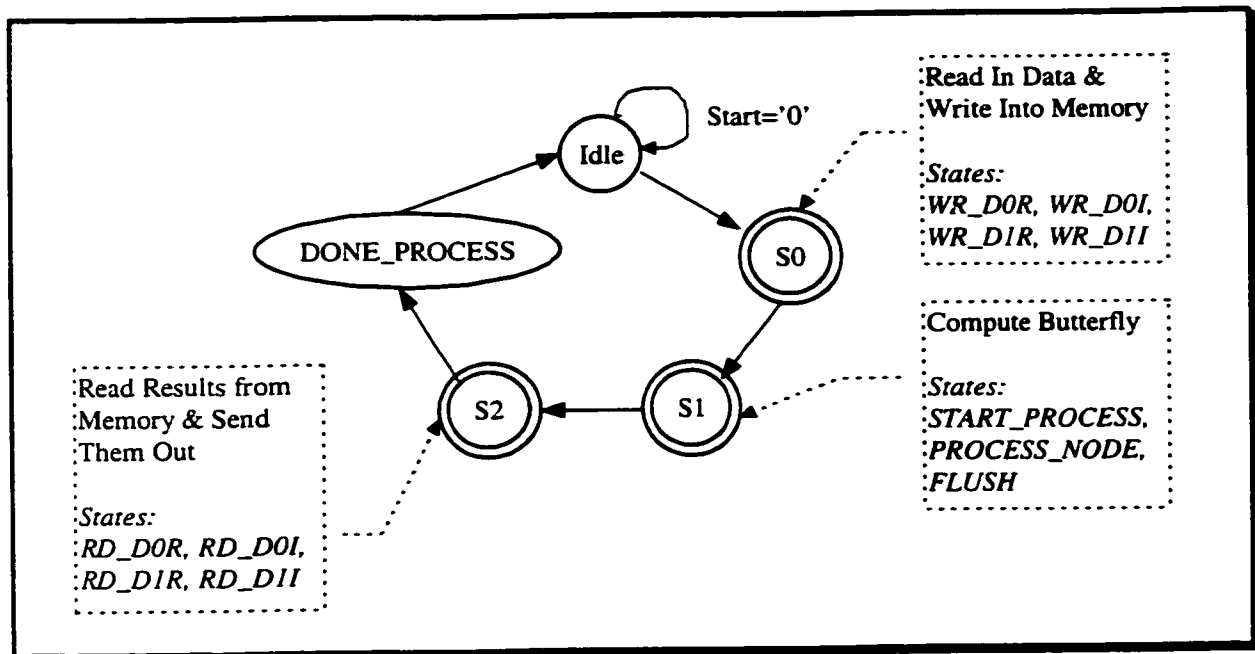 Read In Data &
Write Into Memory
States:
WR_D0R, WR_D0I,
WR_D1R, WR_D1I
Start='0'
Idle
DONE_PROCESS
S0
Compute Butterfly
States:
START_PROCESS,
PROCESS_NODE,
FLUSH
S1
S2
Read Results from
Memory & Send
Them Out
States:
RD_D0R, RD_D0I,
RD_D1R, RD_D1I